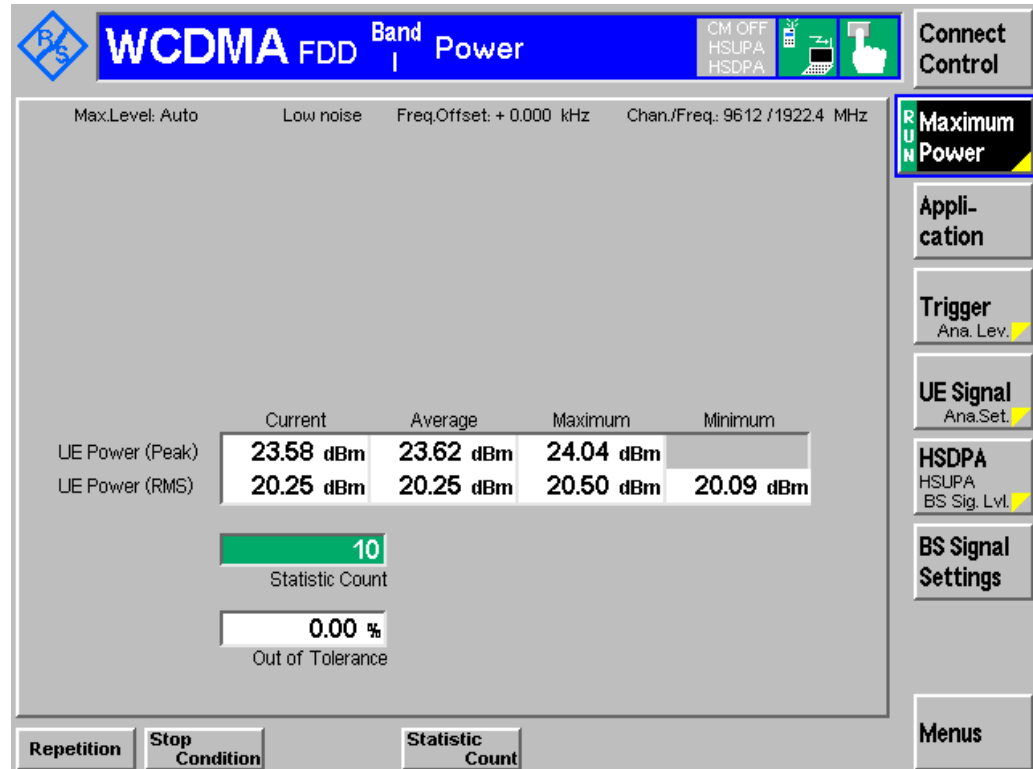 R&S
WCDMA FDD Band I Power
CM OFF
HSUPA
HSDPA
Connect
Control
Max.Level: Auto Low noise Freq.Offset: + 0.000 kHz Chan./Freq.: 9612 / 1922.4 MHz
RUN
Maximum
Power
Appli-
cation
Trigger
Ana. Lev.
UE Signal
Ana.Set.
Current Average Maximum Minimum
UE Power (Peak) 23.58 dBm 23.62 dBm 24.04 dBm
UE Power (RMS) 20.25 dBm 20.25 dBm 20.50 dBm 20.09 dBm
HSDPA
HSUPA
BS Sig. Lvl.
10
Statistic Count
BS Signal
Settings
0.00 %
Out of Tolerance
Repetition
Stop
Condition
Statistic
Count
Menus